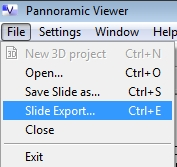 Pannoramic Viewer
File Settings Window Help
3D New 3D project Ctrl+N
Open... Ctrl+O
Save Slide as... Ctrl+S
Slide Export... Ctrl+E
Close
Exit